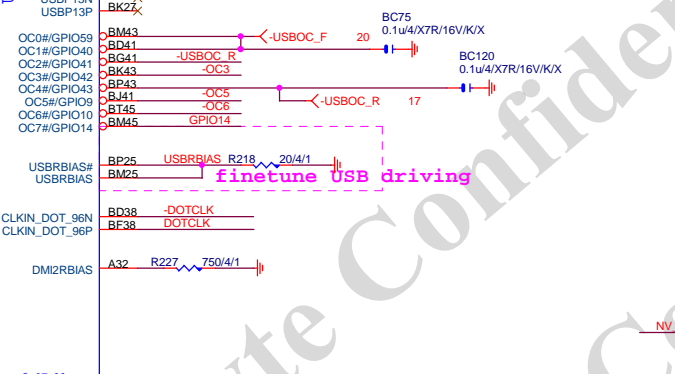 USBP13P BK27
BC75
0.1u/4/X7R/16V/K/X
OC0#/GPIO59 BM43 -USBOC_F 20
OC1#/GPIO40 BD41
BC120
0.1u/4/X7R/16V/K/X
OC2#/GPIO41 BG41 -USBOC_R
OC3#/GPIO42 BK43 -OC3
OC4#/GPIO43 BP43
OC5#/GPIO9 BJ41 -OC5 -USBOC_R 17
OC6#/GPIO10 BT45 -OC6
OC7#/GPIO14 BM45 GPIO14
USBRBIAS# BP25 USBRBIAS R218 20/4/1
USBRBIAS BM25 finetune USB driving
CLKIN_DOT_96N BD38 -DOTCLK
CLKIN_DOT_96P BF38 DOTCLK
DMI2RBIAS A32 R227 750/4/1
NV
yte Confiden
Co